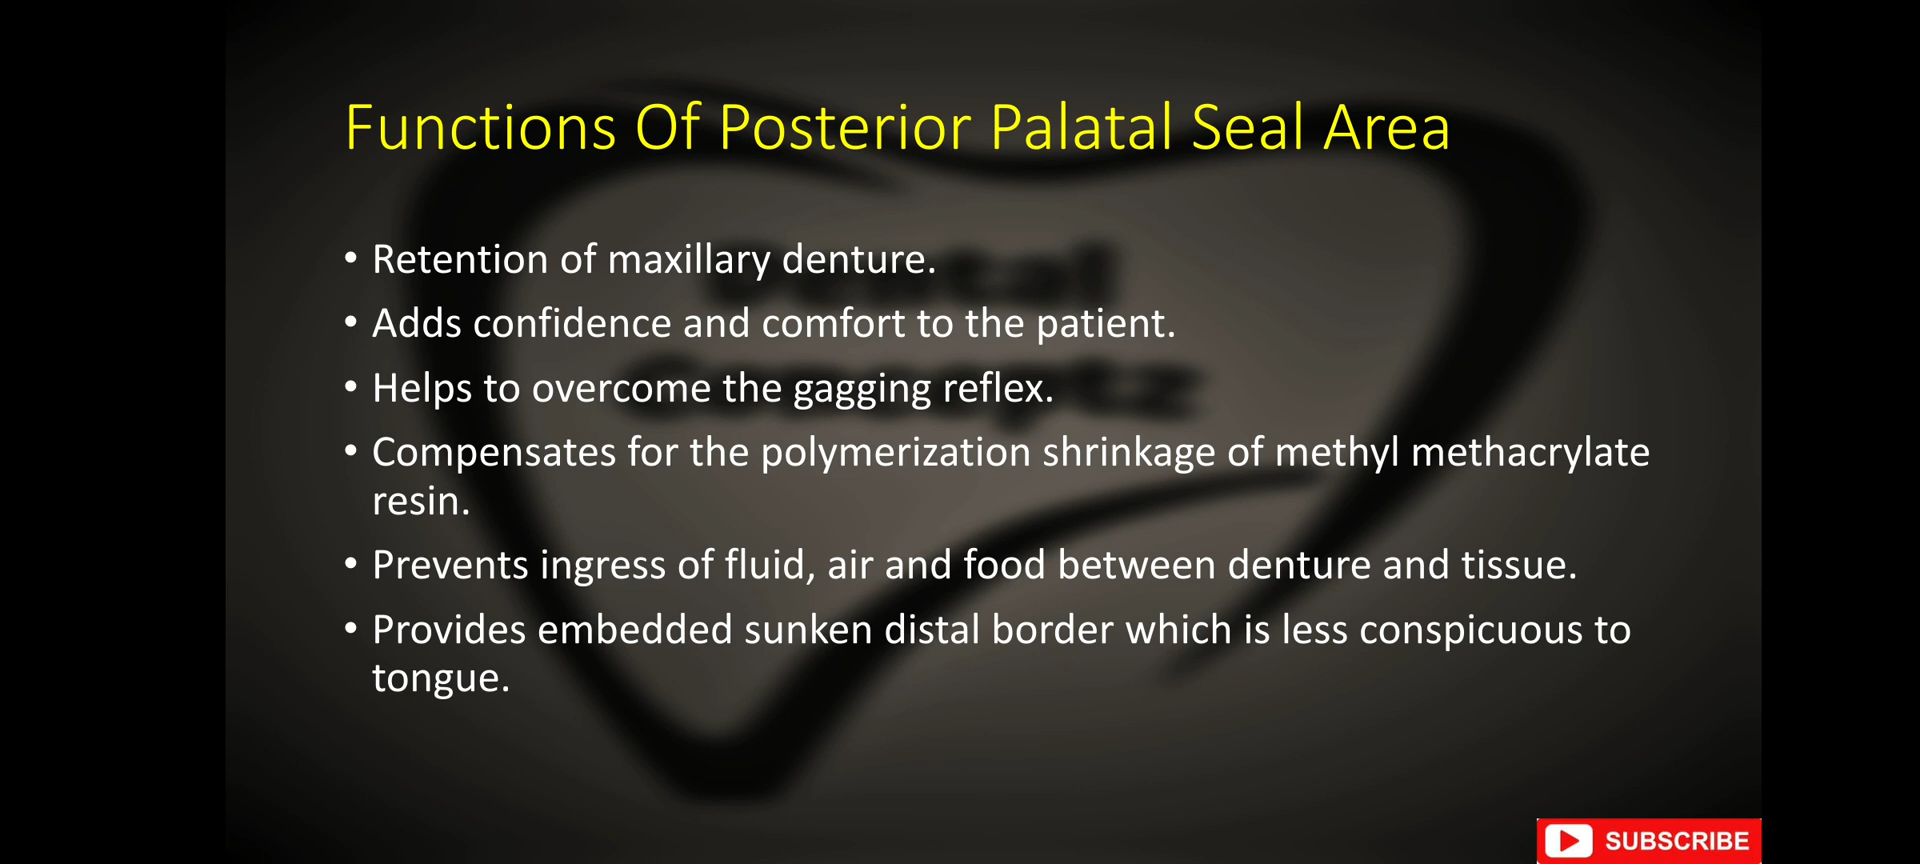 Functions Of Posterior Palatal Seal Area
Dental
Conceptz
• Retention of maxillary denture.
• Adds confidence and comfort to the patient.
• Helps to overcome the gagging reflex.
• Compensates for the polymerization shrinkage of methyl methacrylate
resin.
• Prevents ingress of fluid, air and food between denture and tissue.
• Provides embedded sunken distal border which is less conspicuous to
tongue.
SUBSCRIBE